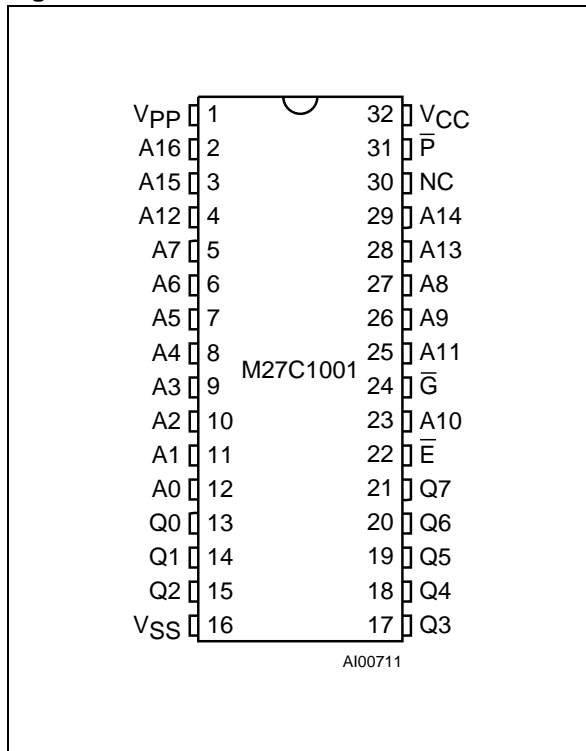 VPP 1 32 VCC
A16 2 31 P̅
A15 3 30 NC
A12 4 29 A14
A7 5 28 A13
A6 6 27 A8
A5 7 26 A9
A4 8 25 A11
M27C1001
A3 9 24 G̅
A2 10 23 A10
A1 11 22 E̅
A0 12 21 Q7
Q0 13 20 Q6
Q1 14 19 Q5
Q2 15 18 Q4
VSS 16 17 Q3
AI00711